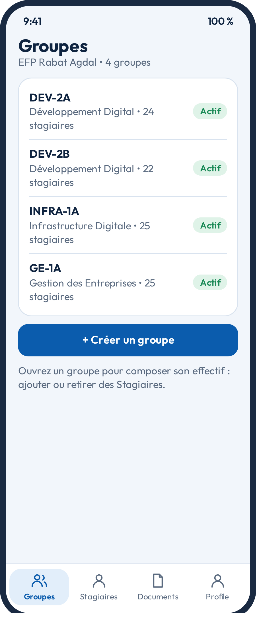 9:41 100 %
Groupes
EFP Rabat Agdal • 4 groupes
DEV-2A
Développement Digital • 24
stagiaires
Actif
DEV-2B
Développement Digital • 22
stagiaires
Actif
INFRA-1A
Infrastructure Digitale • 25
stagiaires
Actif
GE-1A
Gestion des Entreprises • 25
stagiaires
Actif
+ Créer un groupe
Ouvrez un groupe pour composer son effectif :
ajouter ou retirer des Stagiaires.
Groupes Stagiaires Documents Profile